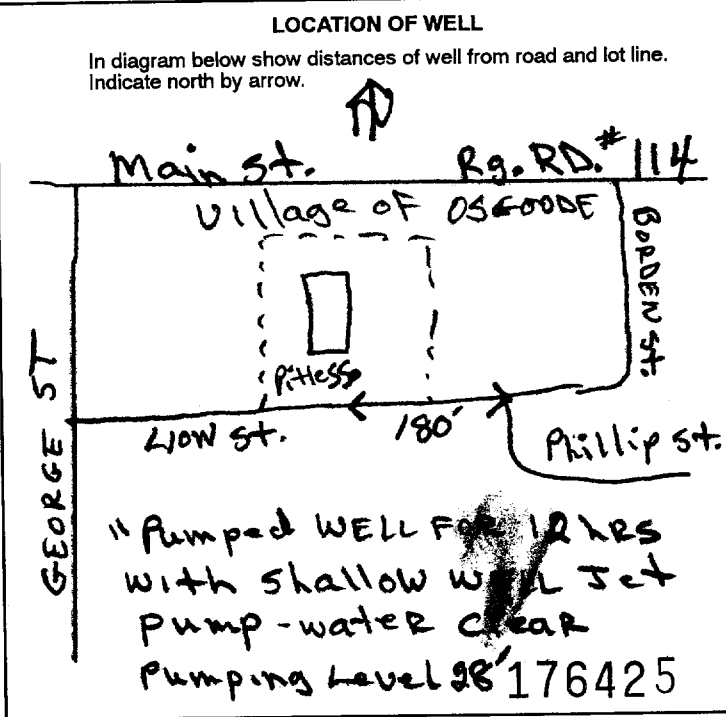 LOCATION OF WELL
In diagram below show distances of well from road and lot line.
Indicate north by arrow.
N
Main St. Rg. RD. # 114
Village of OSGOODE
BORDEN St.
GEORGE ST
Pitless
LION St. 180'
Phillip St.
"Pumped WELL FOR 12 hRS
with shallow WELL Jet
Pump - water CleaR
Pumping Level 28' 176425